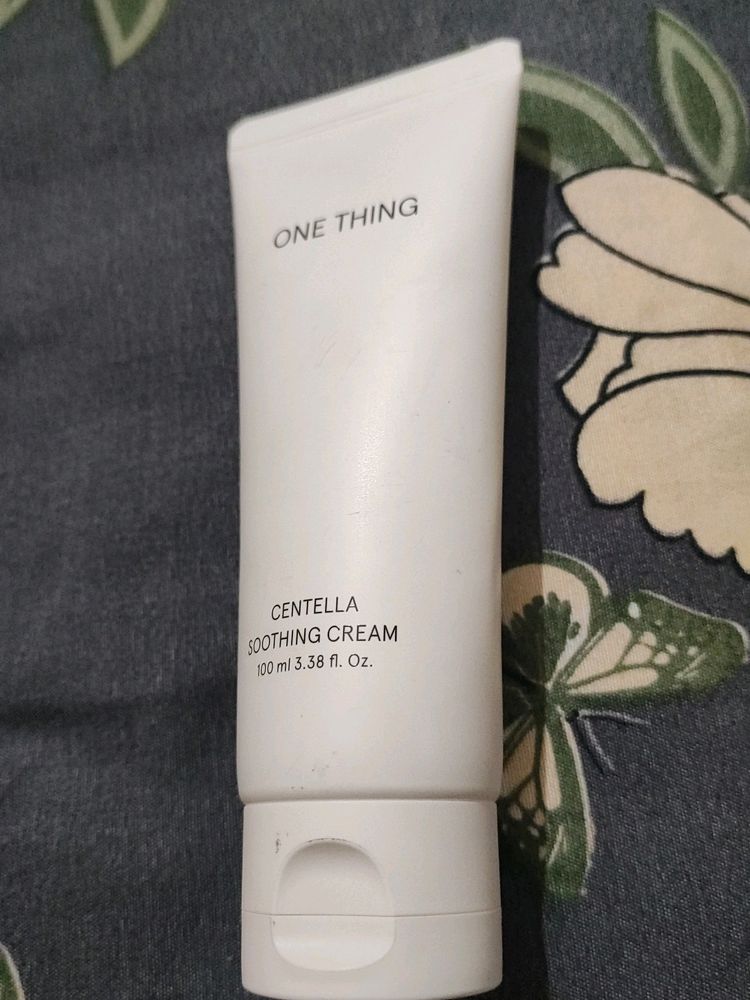 ONE THING
CENTELLA
SOOTHING CREAM
100 ml 3.38 fl. Oz.